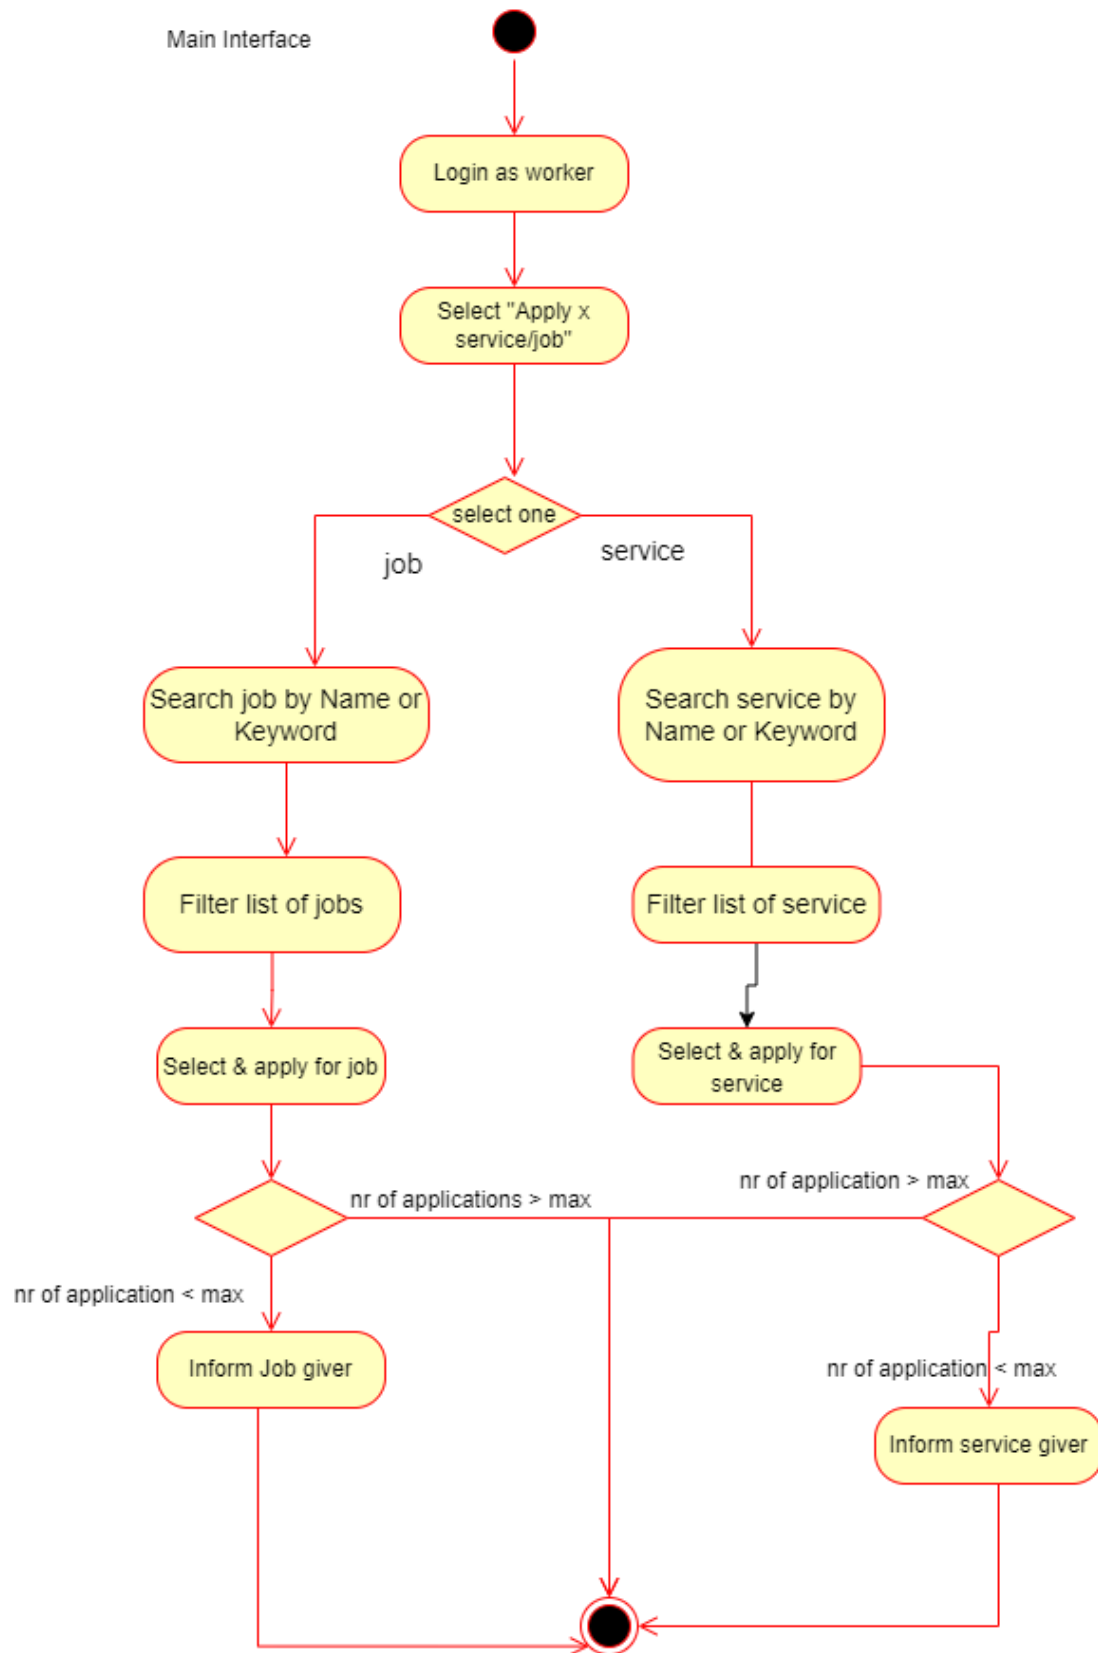 Main Interface
Login as worker
Select "Apply x
service/job"
select one
job
service
Search job by Name or
Keyword
Search service by
Name or Keyword
Filter list of jobs
Filter list of service
Select & apply for job
Select & apply for
service
nr of applications > max
nr of application > max
nr of application < max
Inform Job giver
nr of application < max
Inform service giver